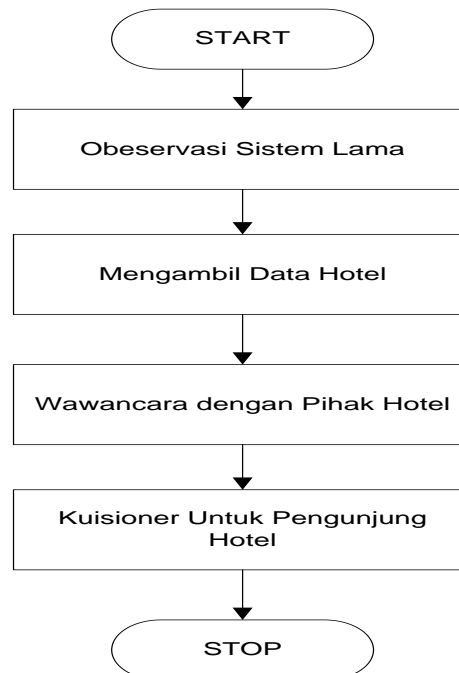 START
Obeservasi Sistem Lama
Mengambil Data Hotel
Wawancara dengan Pihak Hotel
Kuisioner Untuk Pengunjung
Hotel
STOP